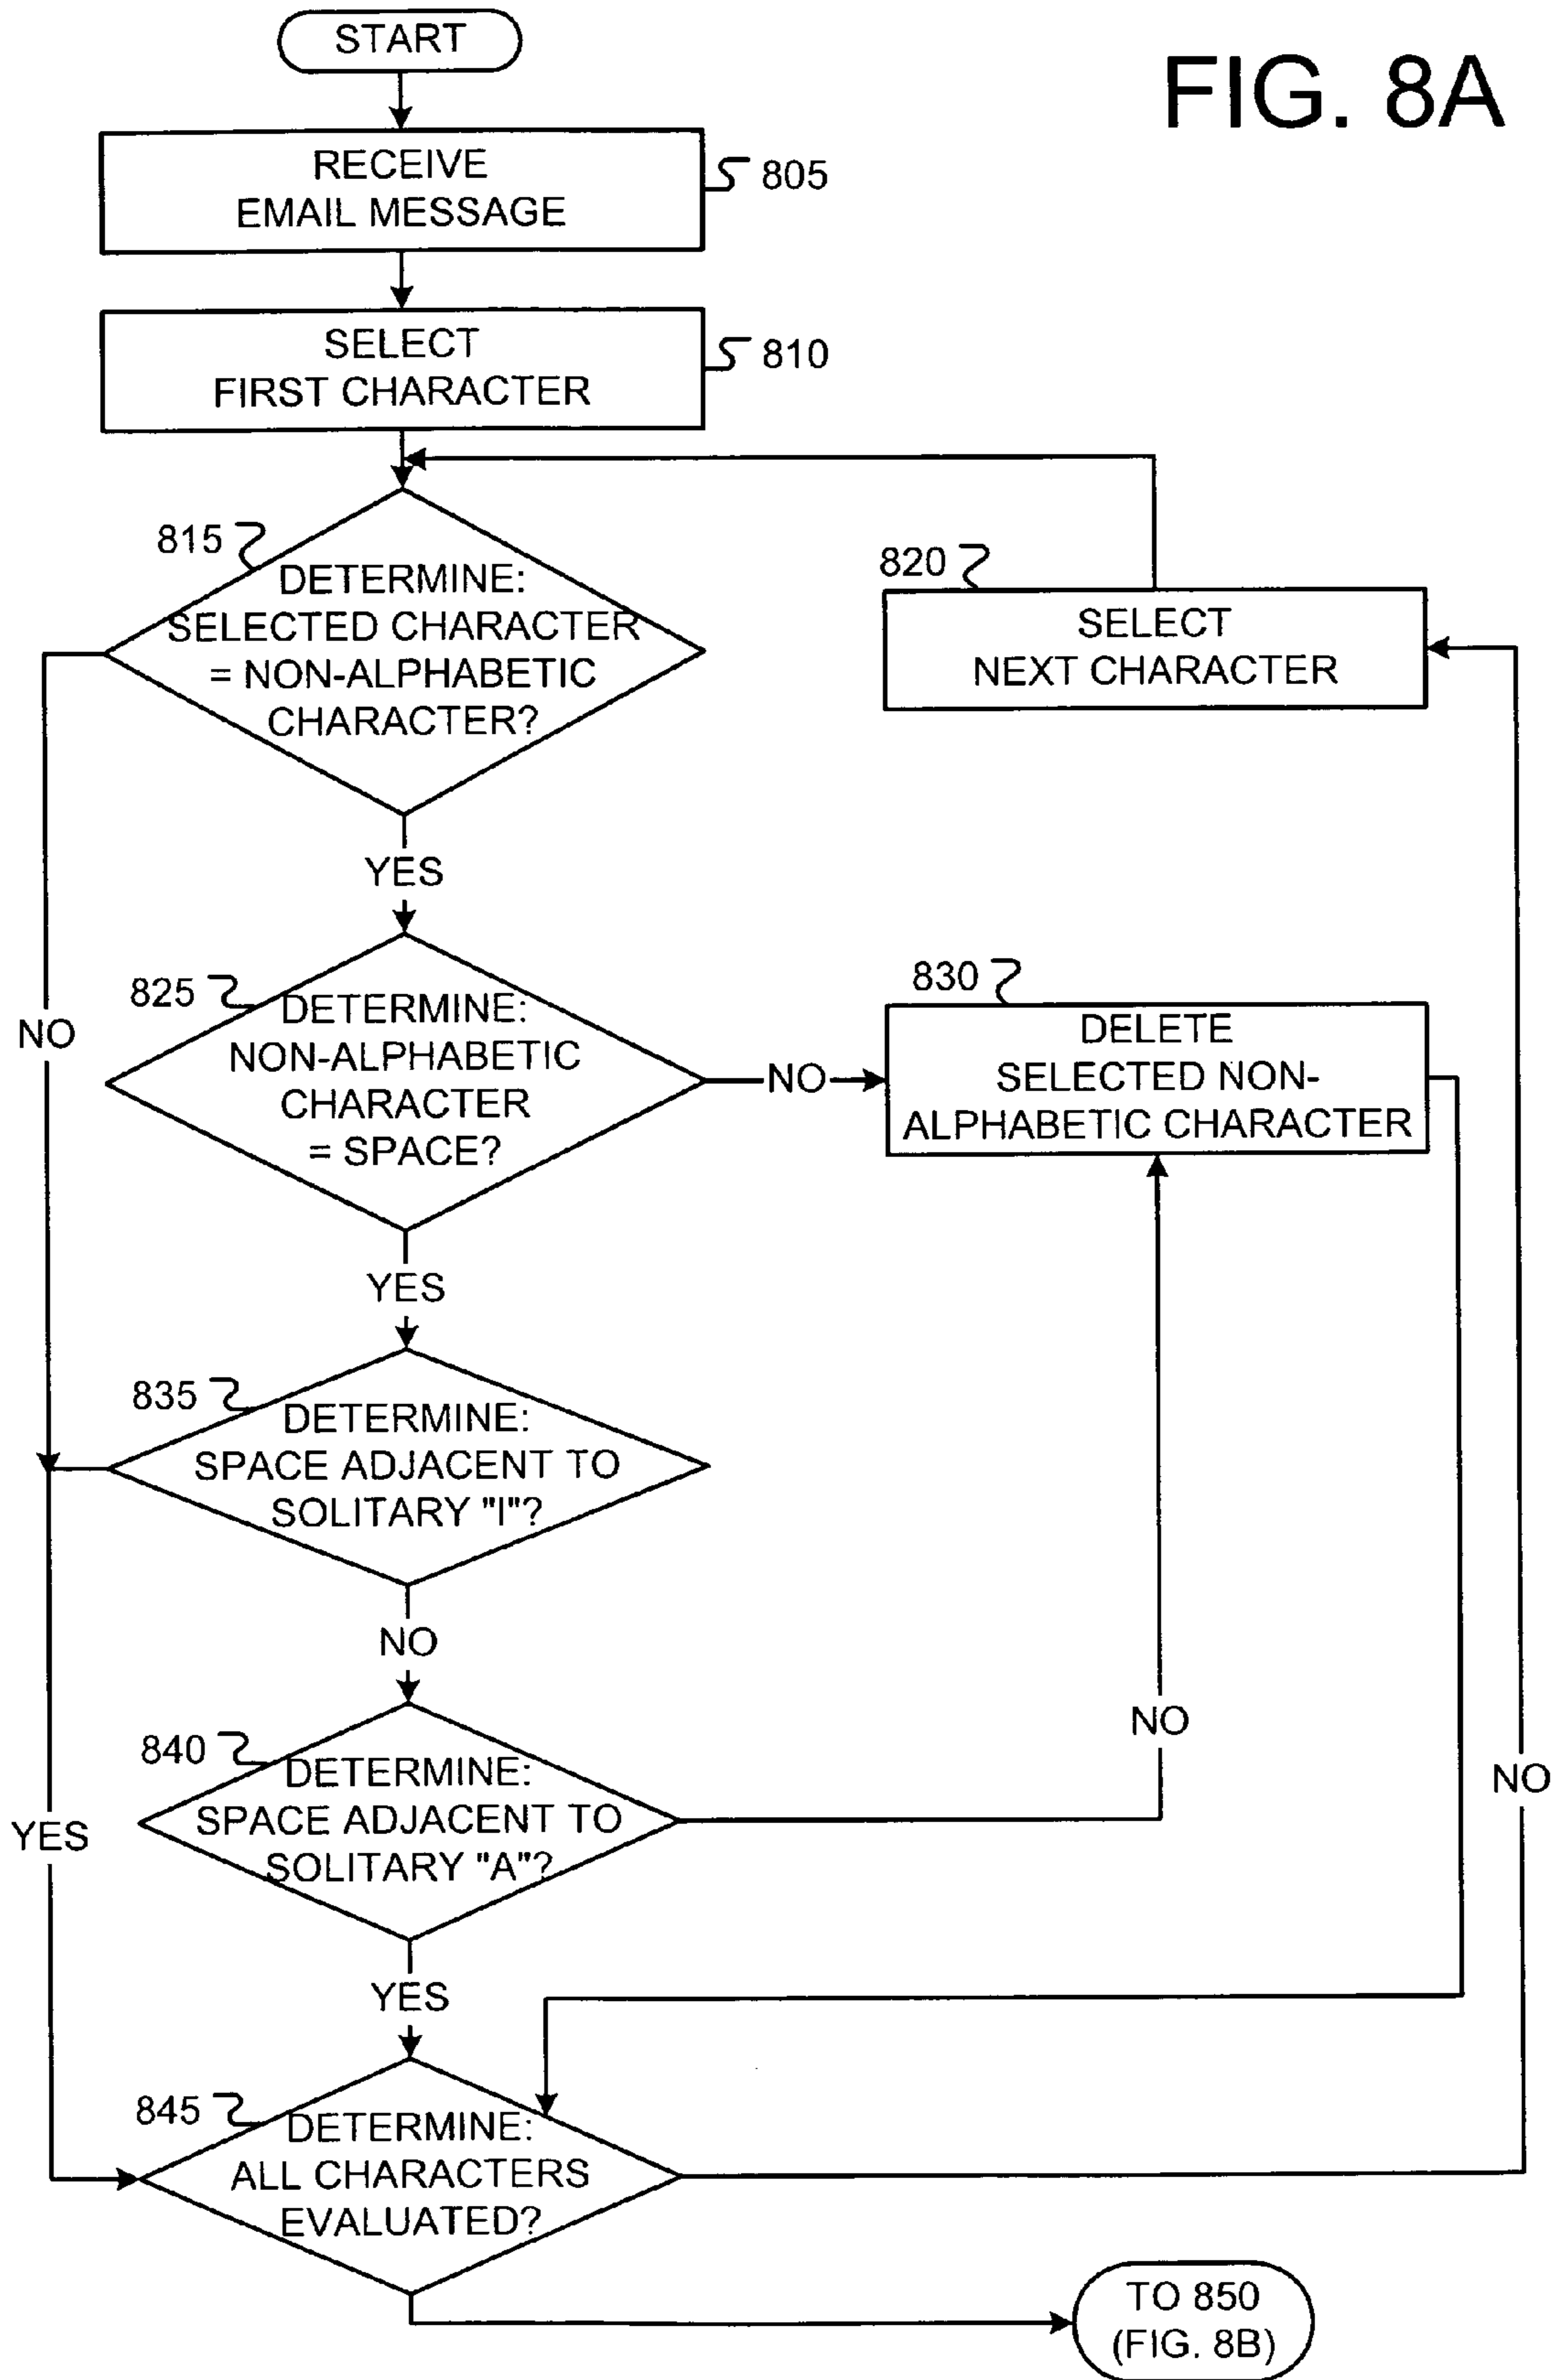 FIG. 8A
START
RECEIVE
EMAIL MESSAGE
805
SELECT
FIRST CHARACTER
810
815
DETERMINE:
SELECTED CHARACTER
= NON-ALPHABETIC
CHARACTER?
820
SELECT
NEXT CHARACTER
YES
NO
825
DETERMINE:
NON-ALPHABETIC
CHARACTER
= SPACE?
NO
830
DELETE
SELECTED NON-
ALPHABETIC CHARACTER
YES
835
DETERMINE:
SPACE ADJACENT TO
SOLITARY "I"?
NO
YES
840
DETERMINE:
SPACE ADJACENT TO
SOLITARY "A"?
NO
NO
YES
845
DETERMINE:
ALL CHARACTERS
EVALUATED?
TO 850
(FIG. 8B)